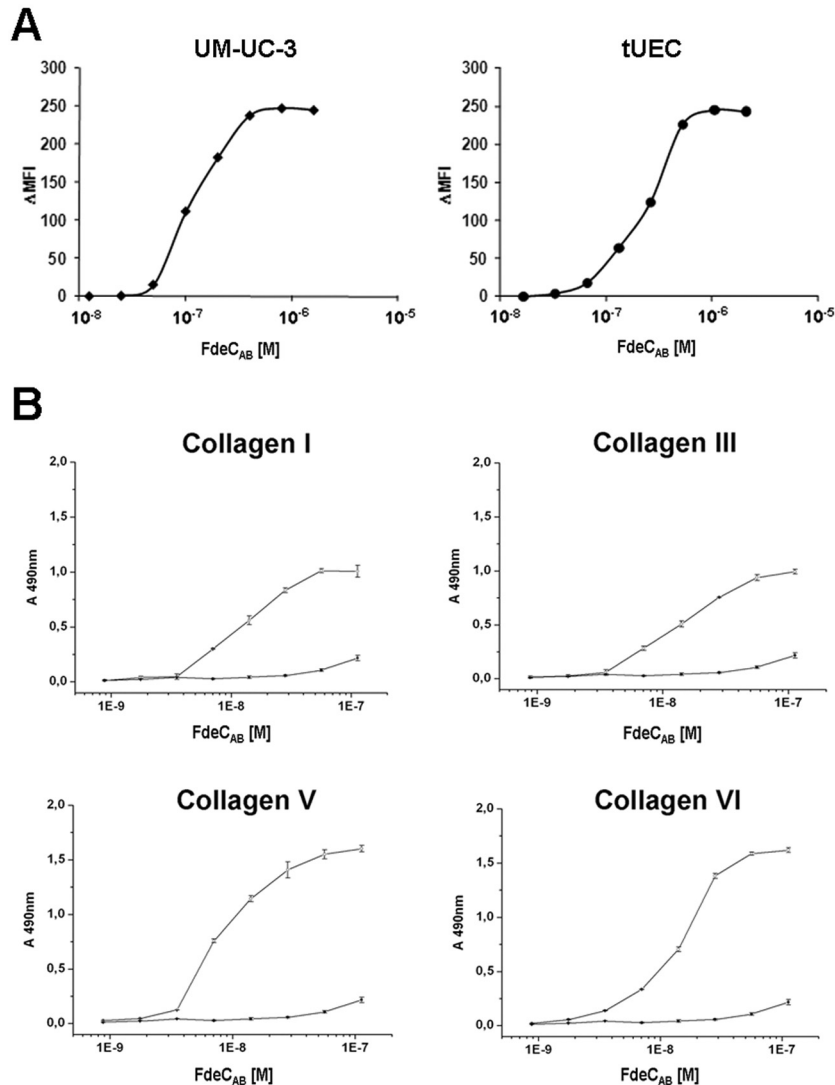 A
UM-UC-3
tUEC
300
250
200
150
100
50
0
ΔMFI
10-8
10-7
10-6
10-5
FdeCAB [M]
300
250
200
150
100
50
0
ΔMFI
10-8
10-7
10-6
10-5
FdeCAB [M]
B
Collagen I
2,0
1,5
1,0
0,5
0,0
A 490nm
1E-9
1E-8
1E-7
FdeCAB [M]
Collagen III
2,0
1,5
1,0
0,5
0,0
A 490nm
1E-9
1E-8
1E-7
FdeCAB [M]
Collagen V
2,0
1,5
1,0
0,5
0,0
A 490nm
1E-9
1E-8
1E-7
FdeCAB [M]
Collagen VI
2,0
1,5
1,0
0,5
0,0
A 490nm
1E-9
1E-8
1E-7
FdeCAB [M]